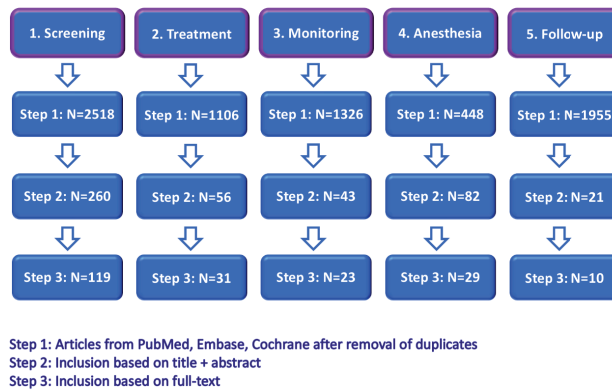 1. Screening
2. Treatment
3. Monitoring
4. Anesthesia
5. Follow-up
Step 1: N=2518
Step 1: N=1106
Step 1: N=1326
Step 1: N=448
Step 1: N=1955
Step 2: N=260
Step 2: N=56
Step 2: N=43
Step 2: N=82
Step 2: N=21
Step 3: N=119
Step 3: N=31
Step 3: N=23
Step 3: N=29
Step 3: N=10
Step 1: Articles from PubMed, Embase, Cochrane after removal of duplicates
Step 2: Inclusion based on title + abstract
Step 3: Inclusion based on full-text